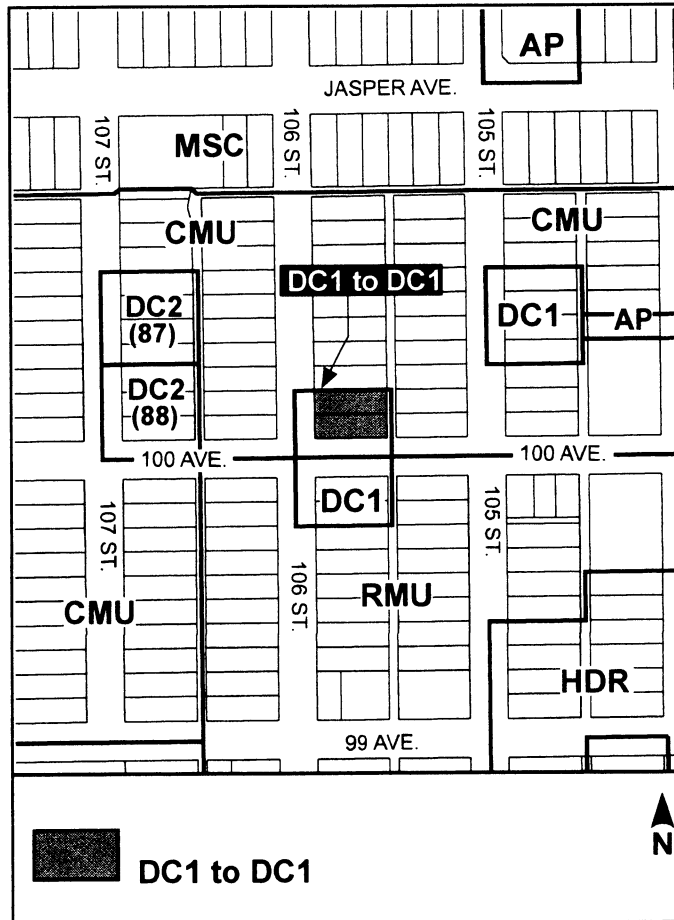 AP
JASPER AVE.
107 ST.
MSC
106 ST.
105 ST.
CMU
CMU
DC1 to DC1
DC2
(87)
DC1
AP
DC2
(88)
100 AVE.
100 AVE.
DC1
107 ST.
105 ST.
CMU
106 ST.
RMU
HDR
99 AVE.
N
DC1 to DC1